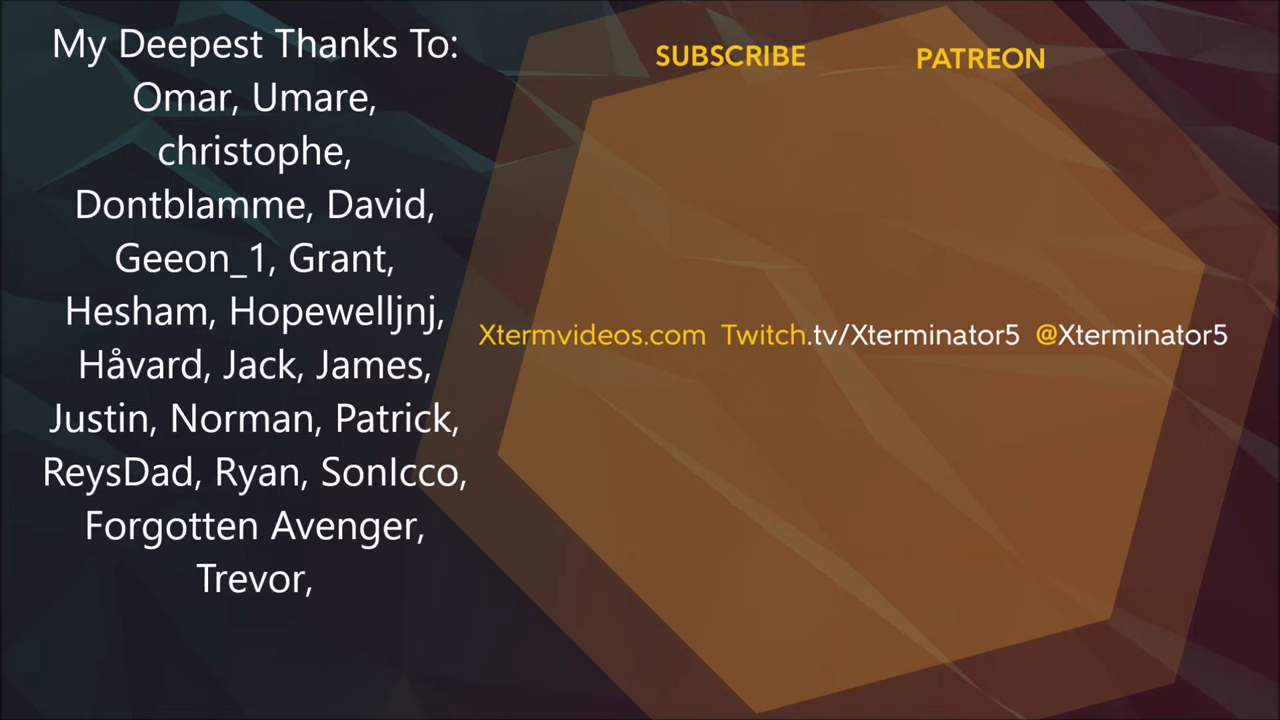 My Deepest Thanks To:
Omar, Umare,
christophe,
Dontblamme, David,
Geeon_1, Grant,
Hesham, Hopewelljnj,
Håvard, Jack, James,
Justin, Norman, Patrick,
ReysDad, Ryan, SonIcco,
Forgotten Avenger,
Trevor,
SUBSCRIBE PATREON
Xtermvideos.com Twitch.tv/Xterminator5 @Xterminator5